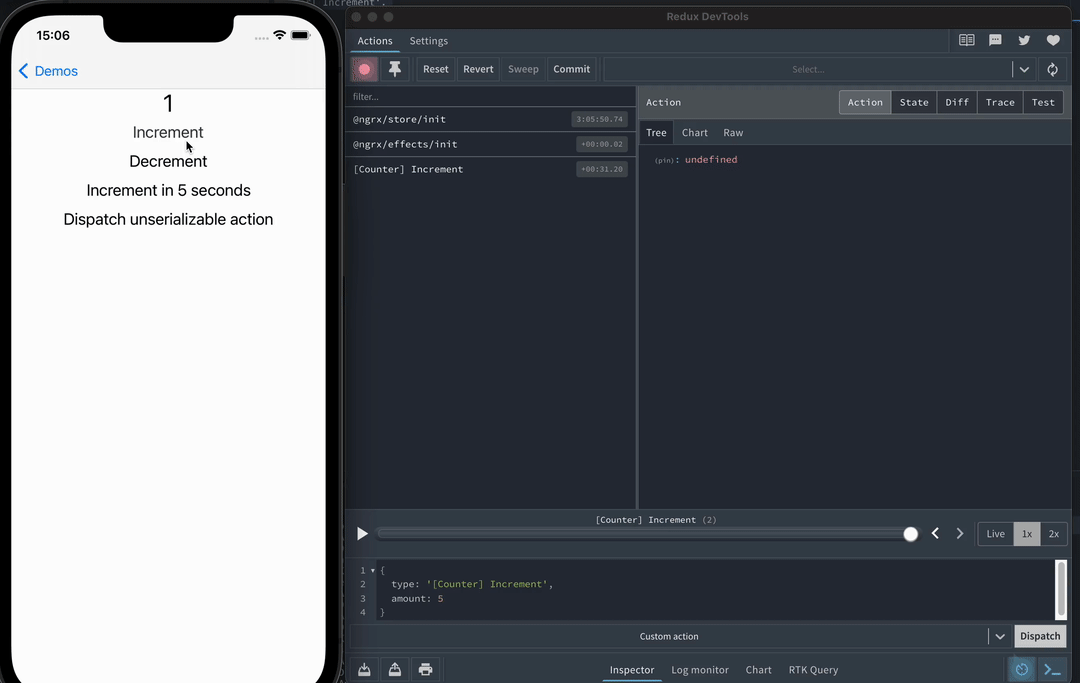 Increment'.
15:06
Demos
1
Increment
Decrement
Increment in 5 seconds
Dispatch unserializable action
Redux DevTools
Actions Settings
Reset Revert Sweep Commit Select...
filter...
@ngrx/store/init 3:05:50.74
@ngrx/effects/init +00:00.02
[Counter] Increment +00:31.20
Action Action State Diff Trace Test
Tree Chart Raw
(pin): undefined
[Counter] Increment (2)
Live 1x 2x
1 {
2 type: '[Counter] Increment',
3 amount: 5
4 }
Custom action Dispatch
Inspector Log monitor Chart RTK Query